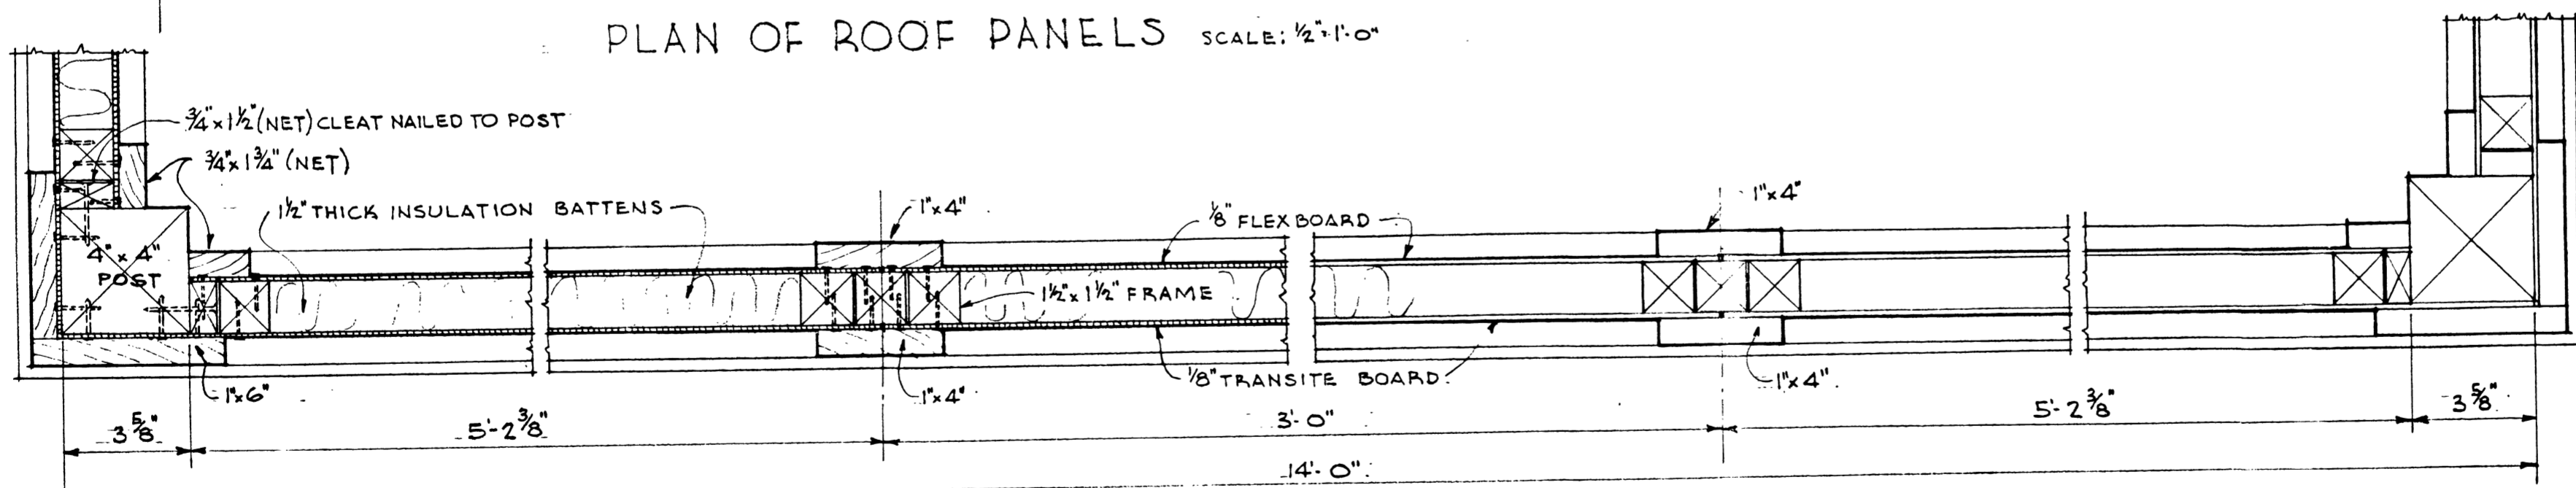 PLAN OF ROOF PANELS SCALE: ½"=1'-0"
¾"x1½"(NET) CLEAT NAILED TO POST
¾"x1¾"(NET)
1½" THICK INSULATION BATTENS
1"x4"
⅛" FLEXBOARD
1"x4"
4"x4"
POST
1½"x1½" FRAME
1"x6"
1"x4"
⅛" TRANSITE BOARD.
1"x4".
3⅝"
5'-2⅜"
3'-0"
5'-2⅜"
3⅝"
14'-0"